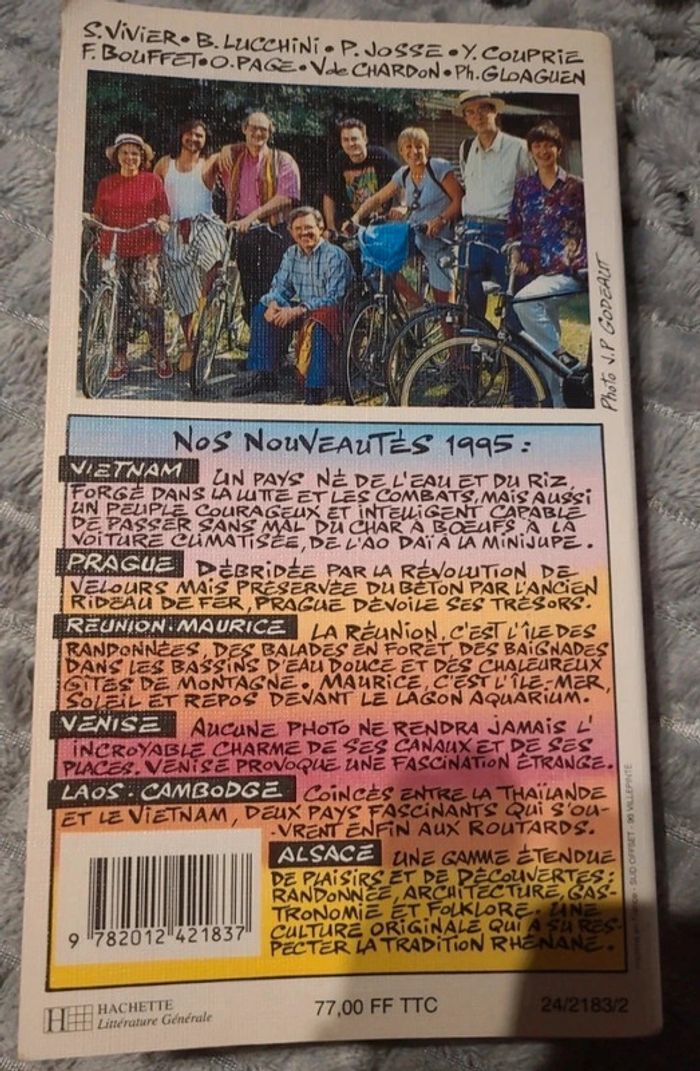 S. VIVIER • B. LUCCHINI • P. JOSSE • Y. COUPRIE
F. BOUFFET • O. PAGE • V de CHARDON • Ph. GLOAGUEN
Photo J.P GODEAUT
NOS NOUVEAUTÉS 1995 :
VIETNAM UN PAYS NÉ DE L'EAU ET DU RIZ,
FORGÉ DANS LA LUTTE ET LES COMBATS, MAIS AUSSI
UN PEUPLE COURAGEUX ET INTELLIGENT CAPABLE
DE PASSER SANS MAL DU CHAR À BOEUFS À LA
VOITURE CLIMATISÉE, DE L'AO DAÏ À LA MINIJUPE.
PRAGUE DÉBRIDÉE PAR LA RÉVOLUTION DE
VELOURS MAIS PRÉSERVÉE DU BÉTON PAR L'ANCIEN
RIDEAU DE FER, PRAGUE DÉVOILE SES TRÉSORS.
RÉUNION · MAURICE LA RÉUNION, C'EST L'ÎLE DES
RANDONNÉES, DES BALADES EN FORÊT, DES BAIGNADES
DANS LES BASSINS D'EAU DOUCE ET DES CHALEUREUX
GÎTES DE MONTAGNE. MAURICE, C'EST L'ÎLE-MER,
SOLEIL ET REPOS DEVANT LE LAGON AQUARIUM.
VENISE AUCUNE PHOTO NE RENDRA JAMAIS L'
INCROYABLE CHARME DE SES CANAUX ET DE SES
PLACES. VENISE PROVOQUE UNE FASCINATION ÉTRANGE.
LAOS · CAMBODGE COINCÉS ENTRE LA THAÏLANDE
ET LE VIETNAM, DEUX PAYS FASCINANTS QUI S'OU-
-VRENT ENFIN AUX ROUTARDS.
ALSACE UNE GAMME ÉTENDUE
DE PLAISIRS ET DE DÉCOUVERTES :
RANDONNÉE, ARCHITECTURE, GAS-
TRONOMIE ET FOLKLORE. UNE
CULTURE ORIGINALE QUI A SU RES-
PECTER LA TRADITION RHÉNANE.
9 782012 421837
SUD OFFSET - 99 VILLEPINTE
H HACHETTE
Littérature Générale
77,00 FF TTC
24/2183/2